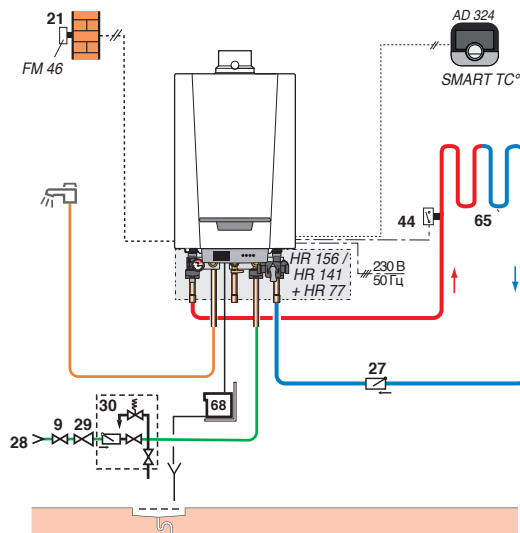 21
FM 46
AD 324
SMART TC°
44
65
HR 156 /
HR 141
+ HR 77
230 В
50 Гц
27
30
9
29
28
68